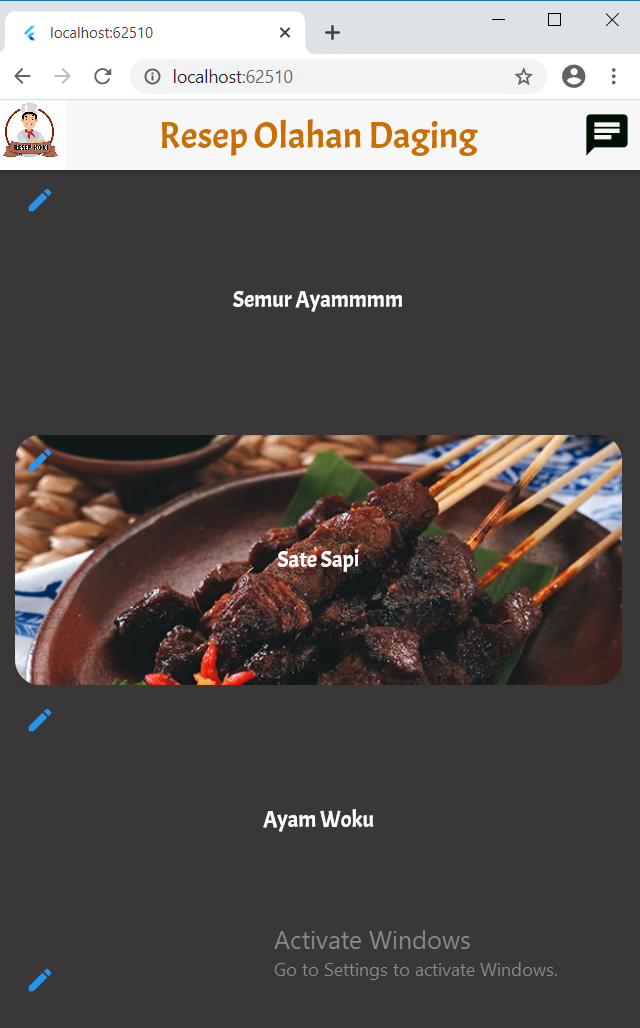 localhost:62510
localhost:62510
RESEP KOKI
Resep Olahan Daging
Semur Ayammmm
Sate Sapi
Ayam Woku
Activate Windows
Go to Settings to activate Windows.